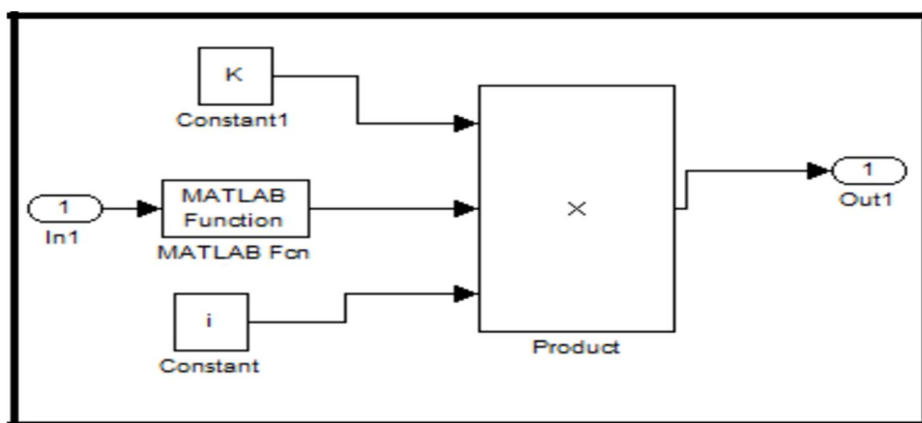 K
Constant1
1
In1
MATLAB
Function
MATLAB Fcn
i
Constant
×
Product
1
Out1